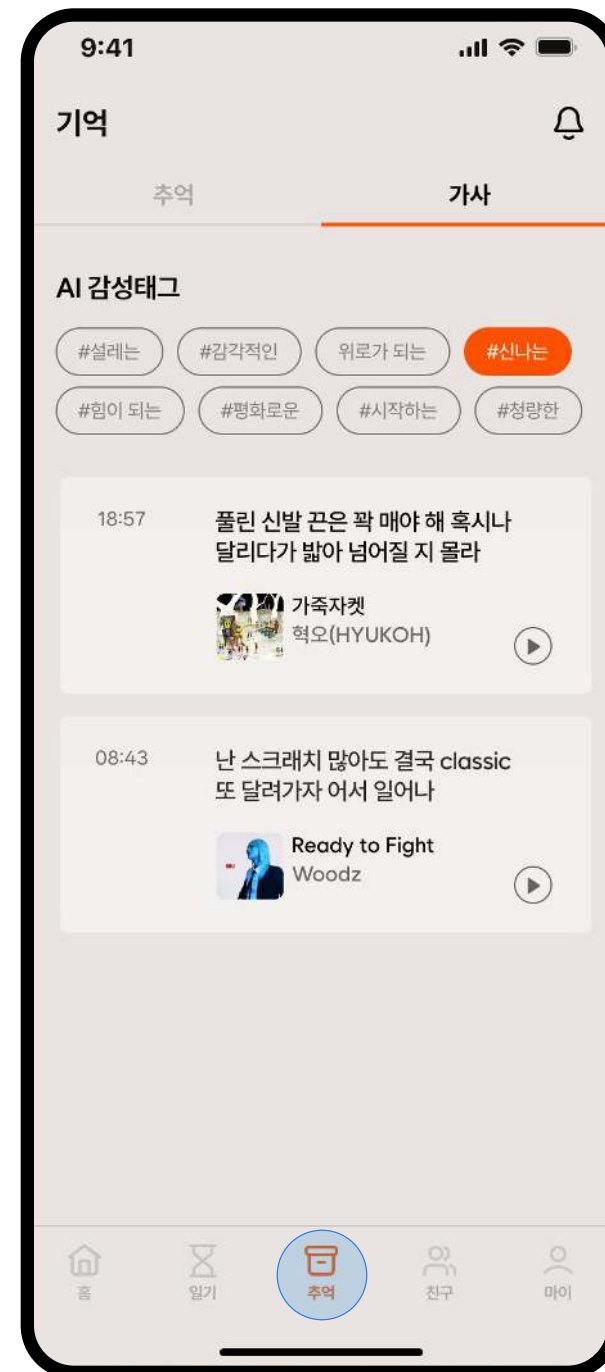 9:41
기억
추억 가사
AI 감성태그
#설레는 #감각적인 위로가 되는 #신나는
#힘이 되는 #평화로운 #시작하는 #청량한
18:57
풀린 신발 끈은 꽉 매야 해 혹시나
달리다가 밟아 넘어질 지 몰라
가죽자켓
혁오(HYUKOH)
08:43
난 스크래치 많아도 결국 classic
또 달려가자 어서 일어나
Ready to Fight
Woodz
홈 일기 추억 친구 마이